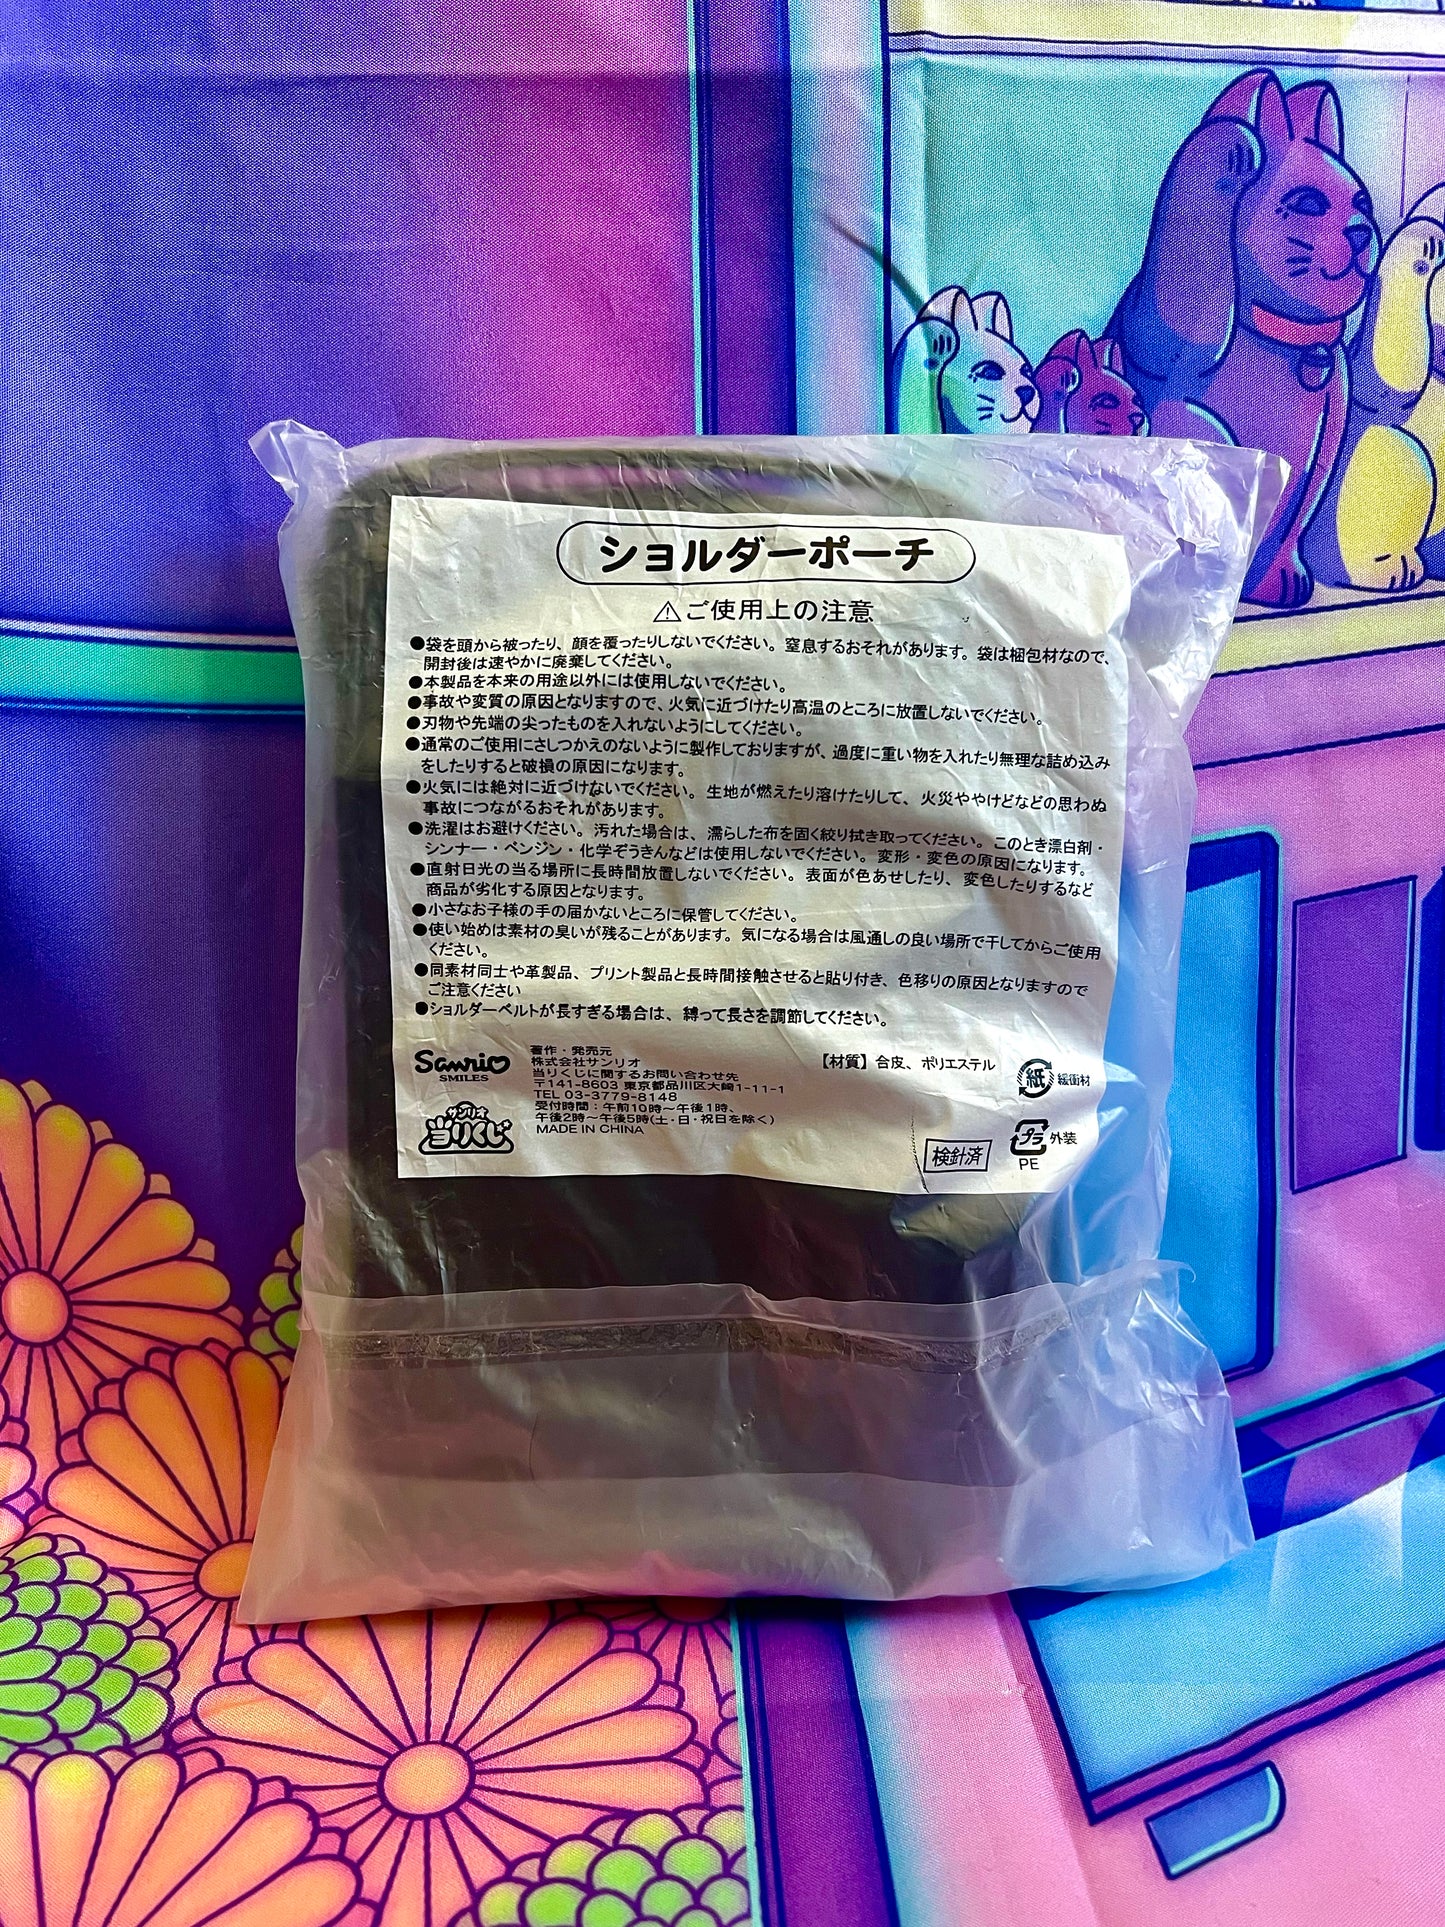 ショルダーポーチ
⚠ご使用上の注意
●袋を頭から被ったり、顔を覆ったりしないでください。窒息するおそれがあります。袋は梱包材なので、
開封後は速やかに廃棄してください。
●本製品を本来の用途以外には使用しないでください。
●事故や変質の原因となりますので、火気に近づけたり高温のところに放置しないでください。
●刃物や先端の尖ったものを入れないようにしてください。
●通常のご使用にさしつかえのないように製作しておりますが、過度に重い物を入れたり無理な詰め込み
をしたりすると破損の原因になります。
●火気には絶対に近づけないでください。生地が燃えたり溶けたりして、火災ややけどなどの思わぬ
事故につながるおそれがあります。
●洗濯はお避けください。汚れた場合は、濡らした布を固く絞り拭き取ってください。このとき漂白剤・
シンナー・ベンジン・化学ぞうきんなどは使用しないでください。変形・変色の原因になります。
●直射日光の当る場所に長時間放置しないでください。表面が色あせしたり、変色したりするなど
商品が劣化する原因となります。
●小さなお子様の手の届かないところに保管してください。
●使い始めは素材の臭いが残ることがあります。気になる場合は風通しの良い場所で干してからご使用
ください。
●同素材同士や革製品、プリント製品と長時間接触させると貼り付き、色移りの原因となりますので
ご注意ください
●ショルダーベルトが長すぎる場合は、縛って長さを調節してください。
Sanrio
SMILES
サンリオ
当りくじ
著作・発売元
株式会社サンリオ
当りくじに関するお問い合わせ先
〒141-8603 東京都品川区大崎1-11-1
TEL 03-3779-8148
受付時間：午前10時～午後1時、
午後2時～午後5時(土・日・祝日を除く)
MADE IN CHINA
【材質】合皮、ポリエステル
紙 緩衝材
検針済
プラ 外装
PE